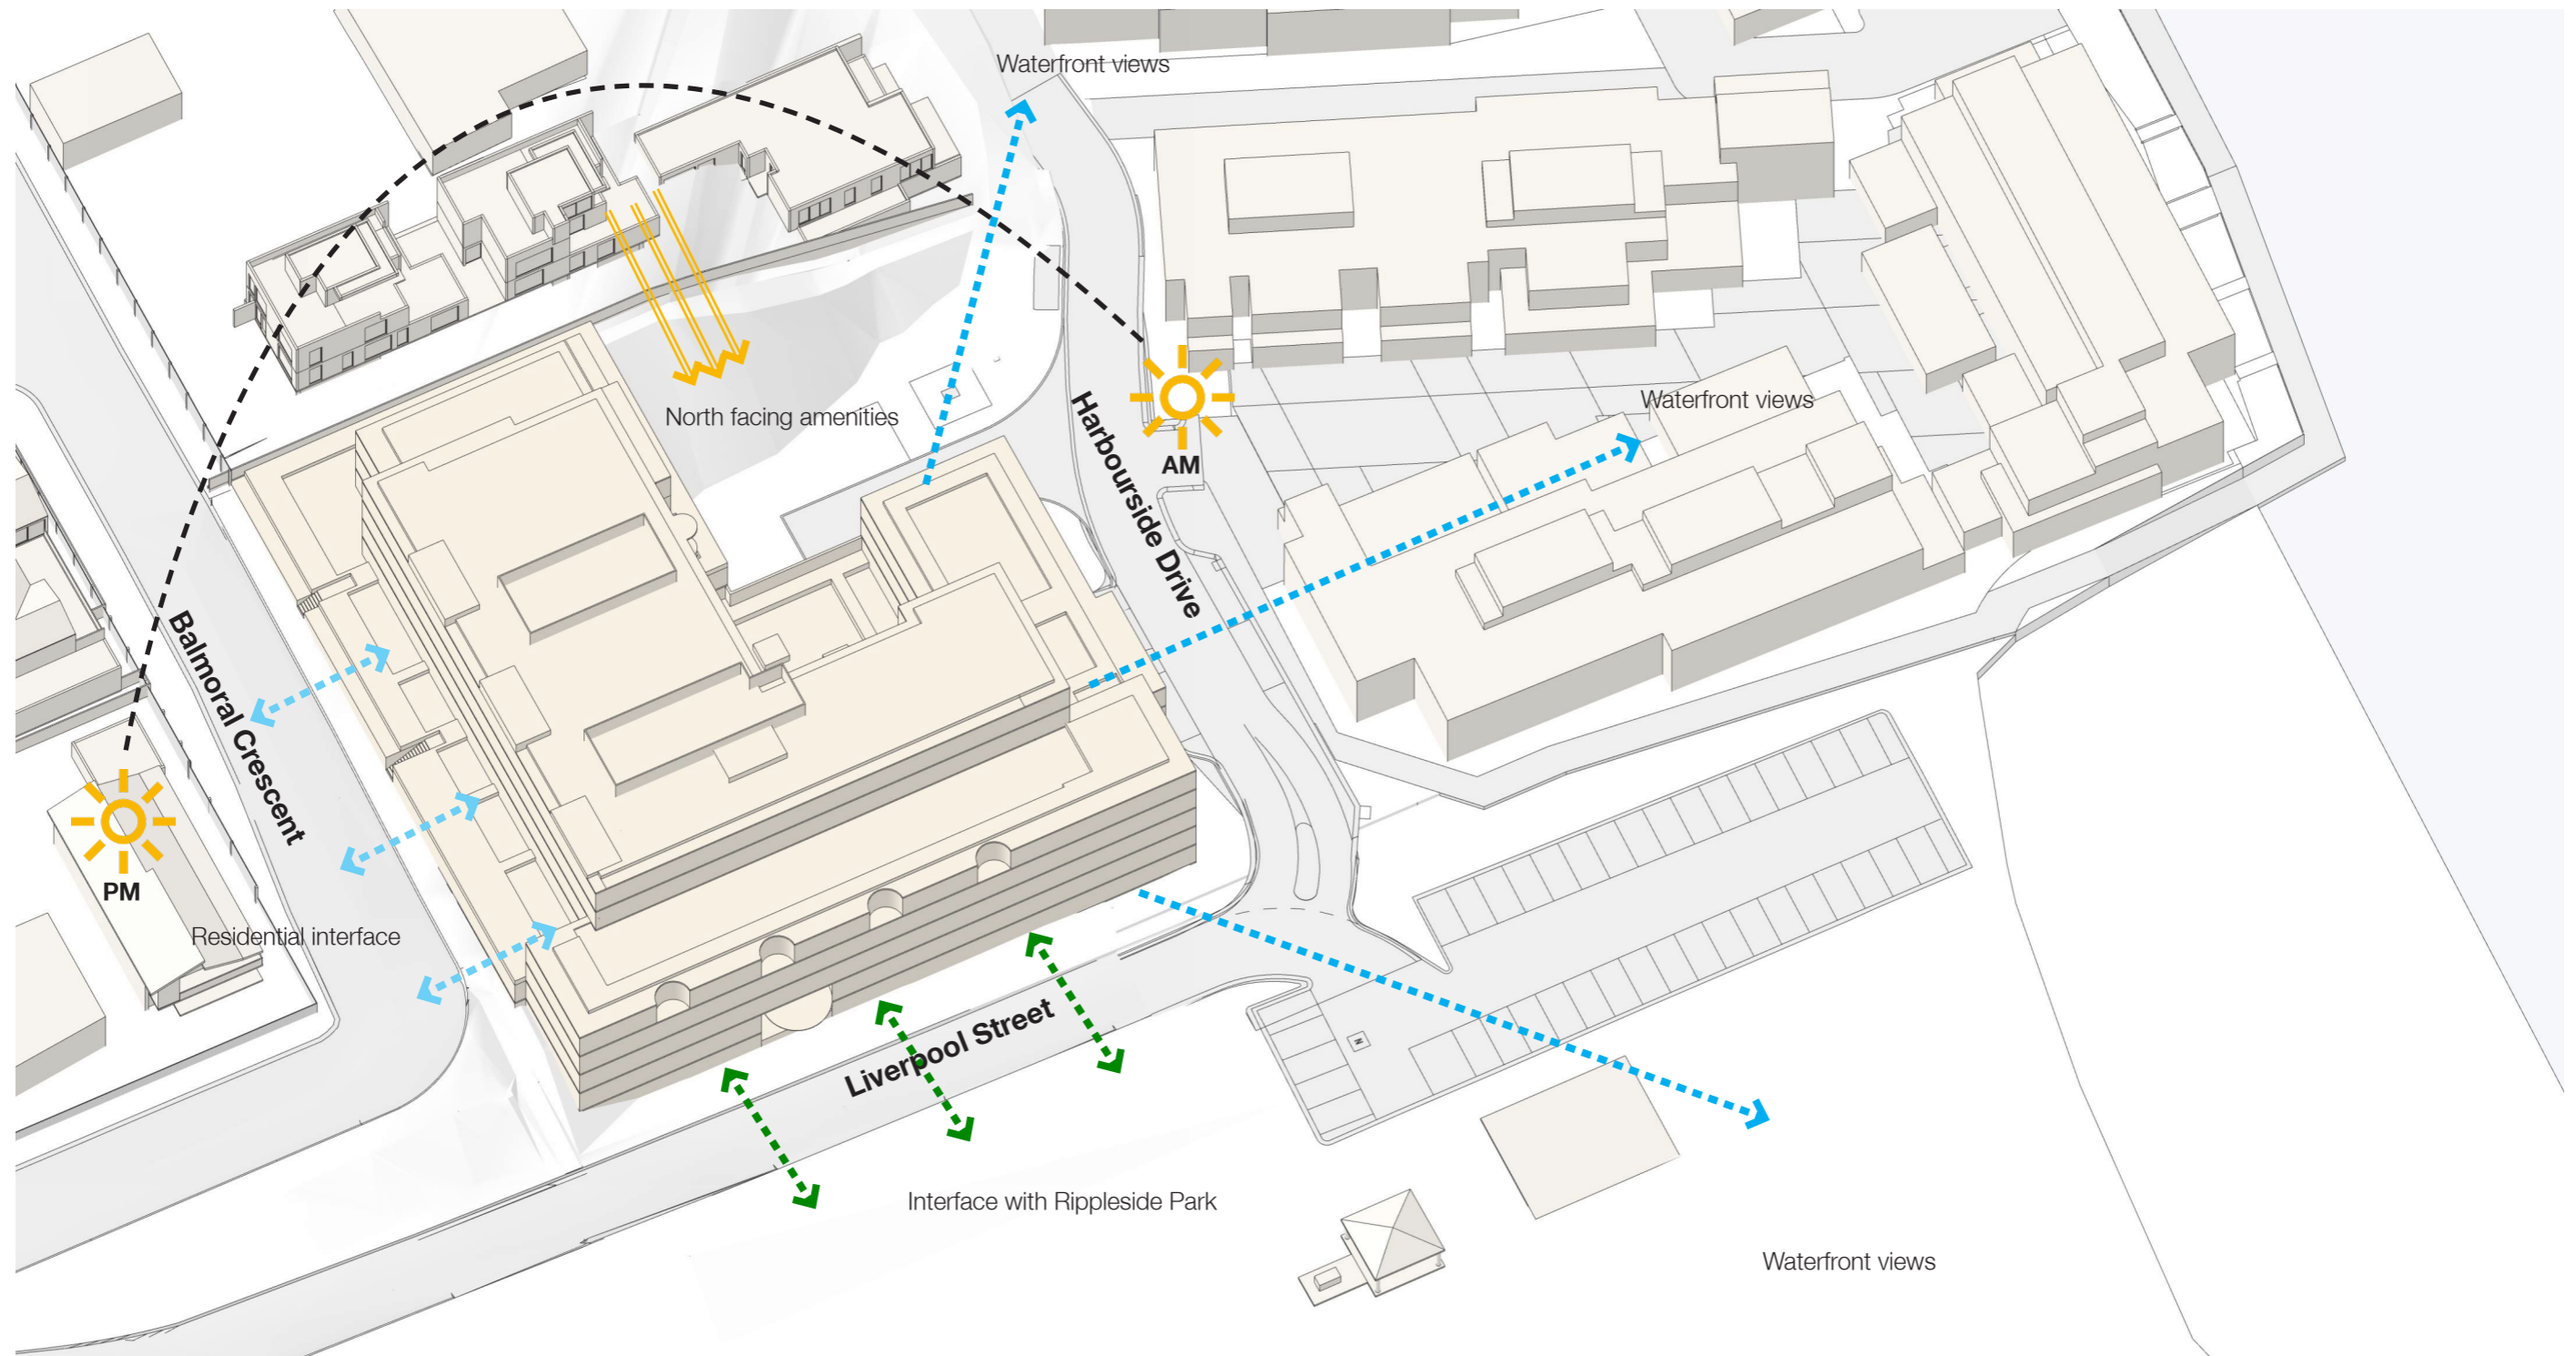 Waterfront views
Waterfront views
North facing amenities
Harbourside Drive
AM
Balmoral Crescent
PM
Residential interface
Liverpool Street
Interface with Rippleside Park
Waterfront views